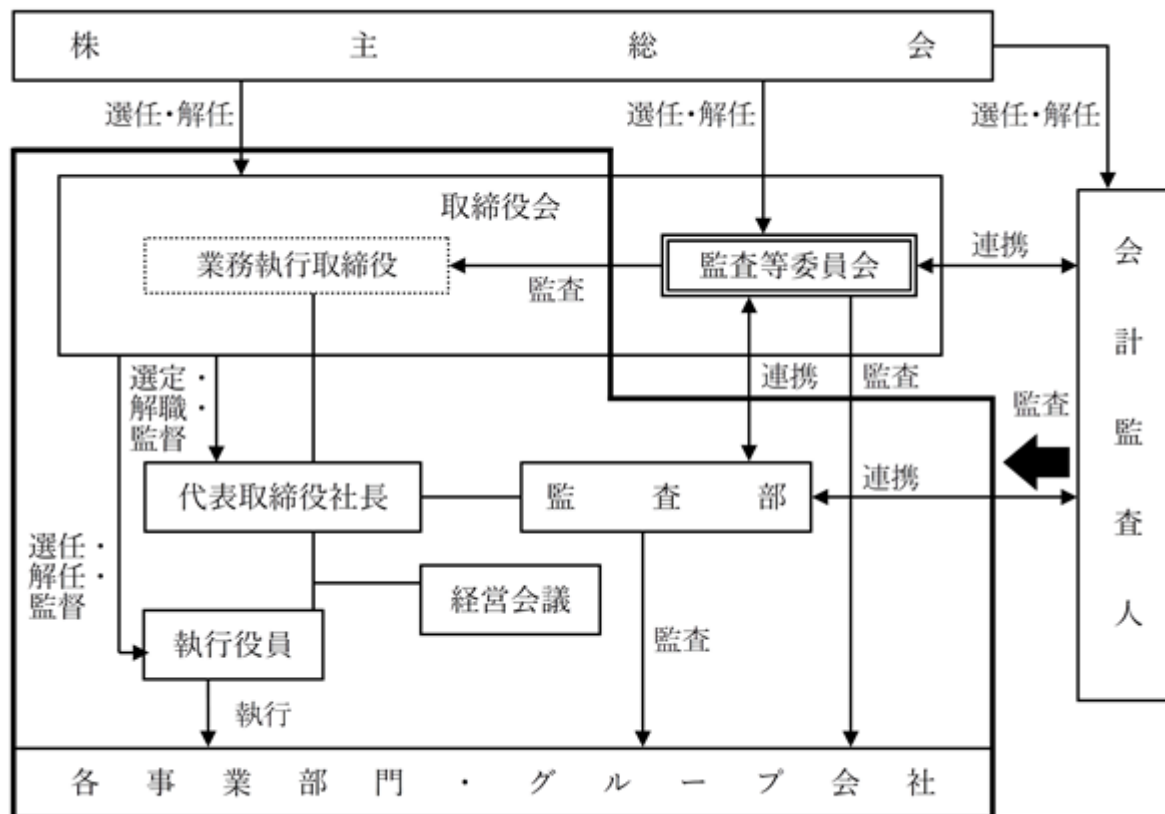 株主総会
選任・解任
選任・解任
選任・解任
取締役会
業務執行取締役
監査等委員会
監査
連携
会計監査人
選定・
解職・
監督
連携
監査
監査
代表取締役社長
監査部
連携
選任・
解任・
監督
経営会議
執行役員
監査
執行
各事業部門・グループ会社